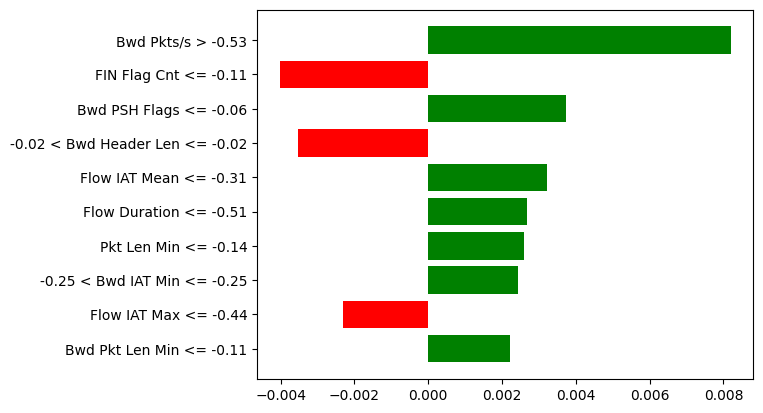 Bwd Pkts/s > -0.53
FIN Flag Cnt <= -0.11
Bwd PSH Flags <= -0.06
-0.02 < Bwd Header Len <= -0.02
Flow IAT Mean <= -0.31
Flow Duration <= -0.51
Pkt Len Min <= -0.14
-0.25 < Bwd IAT Min <= -0.25
Flow IAT Max <= -0.44
Bwd Pkt Len Min <= -0.11
−0.004 −0.002 0.000 0.002 0.004 0.006 0.008